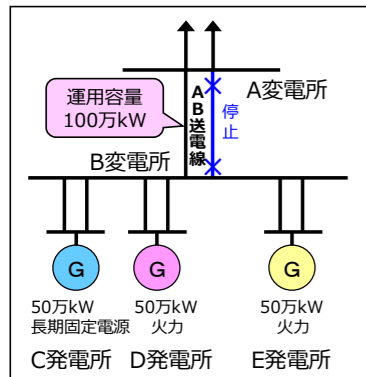 運用容量
100万kW
AB送電線
停止
A変電所
B変電所
G
G
G
50万kW
長期固定電源
50万kW
火力
50万kW
火力
C発電所
D発電所
E発電所